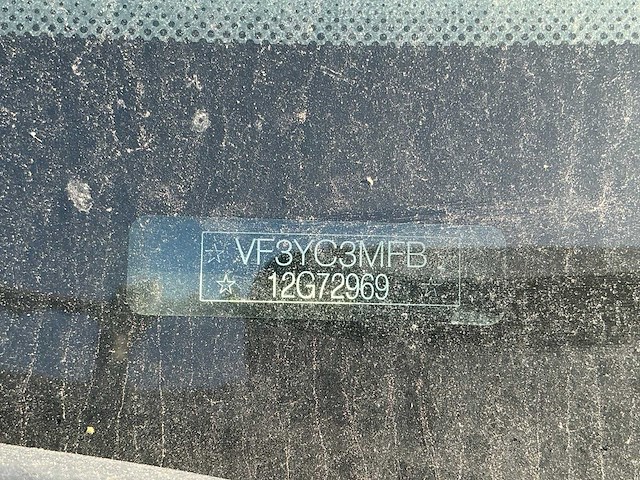 ☆ VF3YC3MFB ☆
☆ 12G72969 ☆